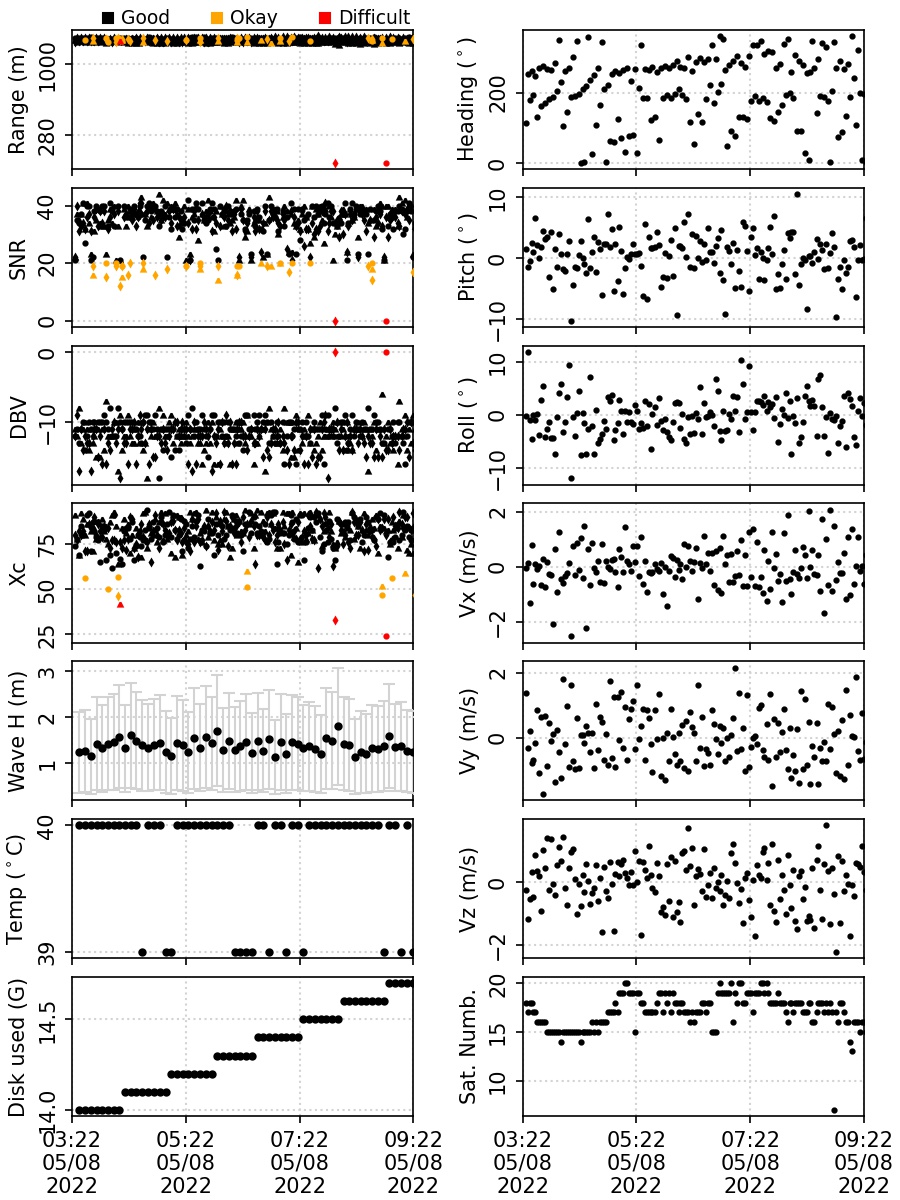 Good Okay Difficult
Range (m)
1000
280
Heading (°)
200
0
SNR
40
20
0
Pitch (°)
10
0
−10
DBV
0
−10
Roll (°)
10
0
−10
Xc
75
50
25
Vx (m/s)
2
0
−2
Wave H (m)
3
2
1
Vy (m/s)
2
0
Temp (°C)
40
39
Vz (m/s)
0
−2
Disk used (G)
14.5
14.0
Sat. Numb.
20
15
10
03:22 05:22 07:22 09:22 03:22 05:22 07:22 09:22
05/08 05/08 05/08 05/08 05/08 05/08 05/08 05/08
2022 2022 2022 2022 2022 2022 2022 2022